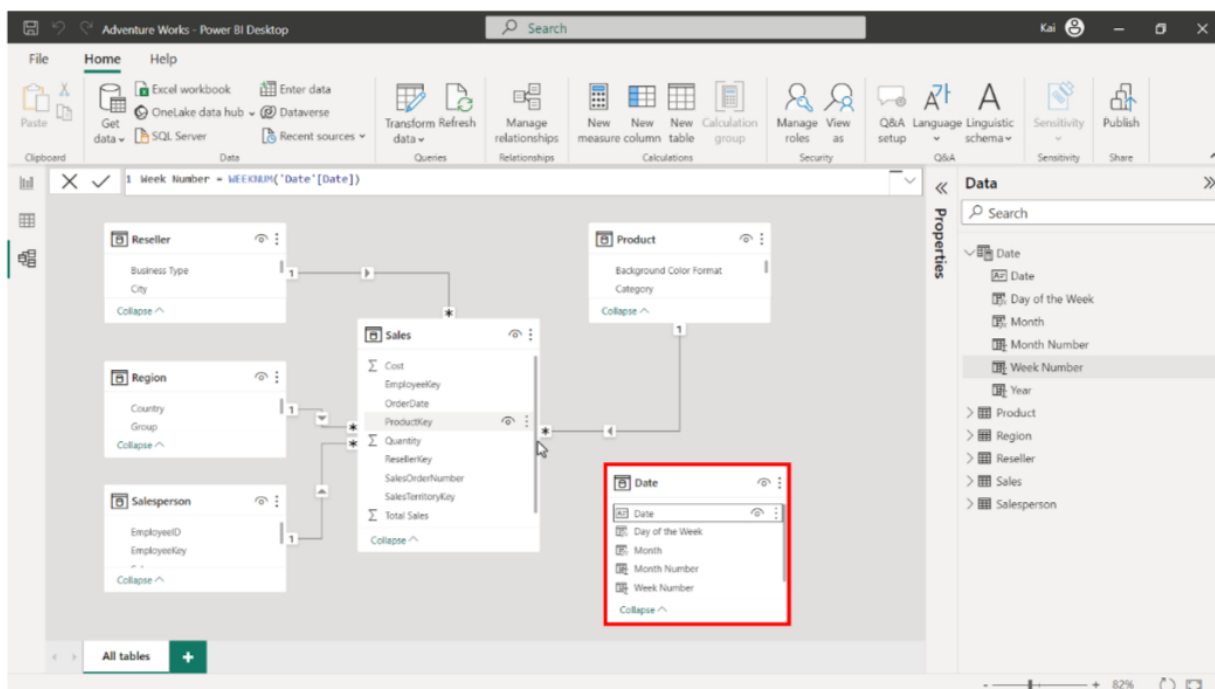 Adventure Works - Power BI Desktop
Search
Kai
File Home Help
Paste
Get data
Excel workbook
OneLake data hub
SQL Server
Enter data
Dataverse
Recent sources
Transform data
Refresh
Manage relationships
New measure
New column
New table
Calculation group
Manage roles
View as
Q&A setup
Language
Linguistic schema
Sensitivity
Publish
Clipboard
Data
Queries
Relationships
Calculations
Security
Q&A
Sensitivity
Share
1 Week Number = WEEKNUM('Date'[Date])
Reseller
Business Type
City
Collapse
1
*
Product
Background Color Format
Category
Collapse
1
Sales
Σ Cost
EmployeeKey
OrderDate
ProductKey
Σ Quantity
ResellerKey
SalesOrderNumber
SalesTerritoryKey
Σ Total Sales
Collapse
Region
Country
Group
Collapse
1
*
*
*
Salesperson
EmployeeID
EmployeeKey
Collapse
1
Date
Date
Day of the Week
Month
Month Number
Week Number
Collapse
Properties
Data
Search
Date
Date
Day of the Week
Month
Month Number
Week Number
Year
Product
Region
Reseller
Sales
Salesperson
All tables
+
- + 82%